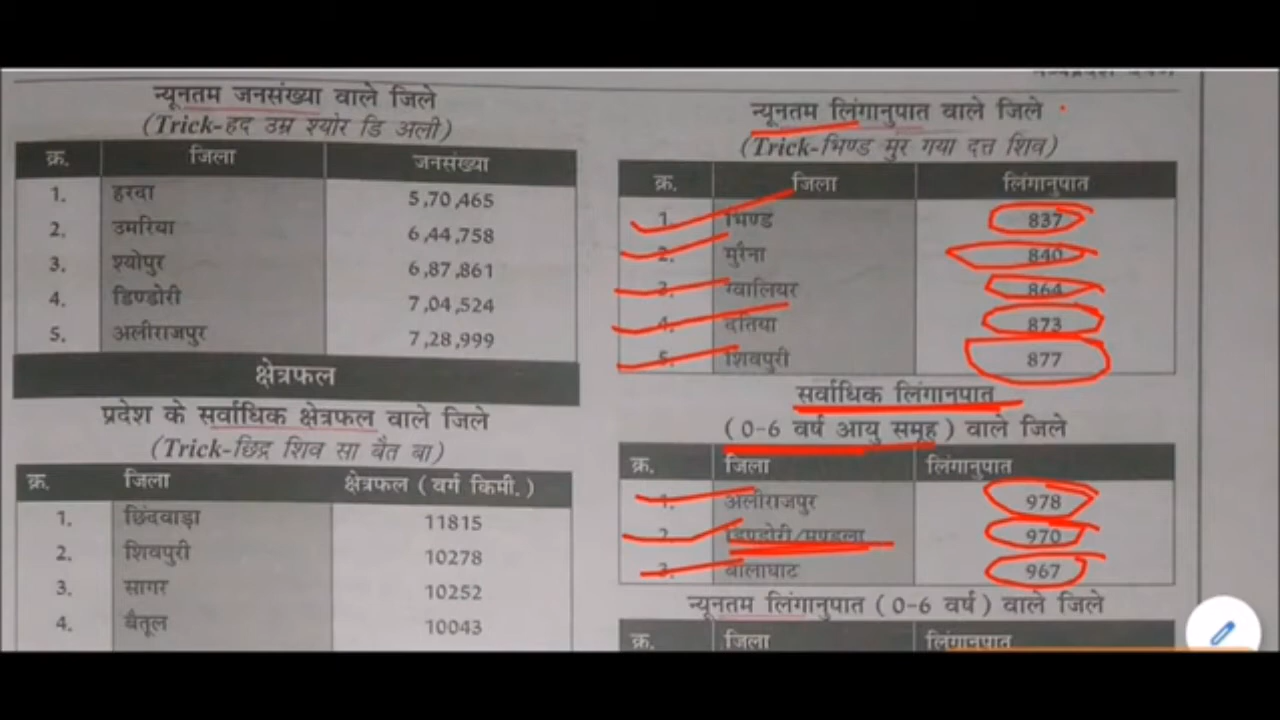 न्यूनतम जनसंख्या वाले जिले
(Trick-हद उम्र श्योर डि अली)
क्र. जिला जनसंख्या
1. हरदा 5,70,465
2. उमरिया 6,44,758
3. श्योपुर 6,87,861
4. डिण्डोरी 7,04,524
5. अलीराजपुर 7,28,999
क्षेत्रफल
प्रदेश के सर्वाधिक क्षेत्रफल वाले जिले
(Trick-छिद्र शिव सा बैत बा)
क्र. जिला क्षेत्रफल (वर्ग किमी.)
1. छिंदवाड़ा 11815
2. शिवपुरी 10278
3. सागर 10252
4. बैतूल 10043
न्यूनतम लिंगानुपात वाले जिले
(Trick-भिण्ड मुर गया दत्त शिव)
क्र. जिला लिंगानुपात
1. भिण्ड 837
2. मुरैना 840
3. ग्वालियर 864
4. दतिया 873
5. शिवपुरी 877
सर्वाधिक लिंगानुपात
(0-6 वर्ष आयु समूह) वाले जिले
क्र. जिला लिंगानुपात
1. अलीराजपुर 978
2. डिण्डोरी/मण्डला 970
3. बालाघाट 967
न्यूनतम लिंगानुपात (0-6 वर्ष) वाले जिले
क्र. जिला लिंगानुपात